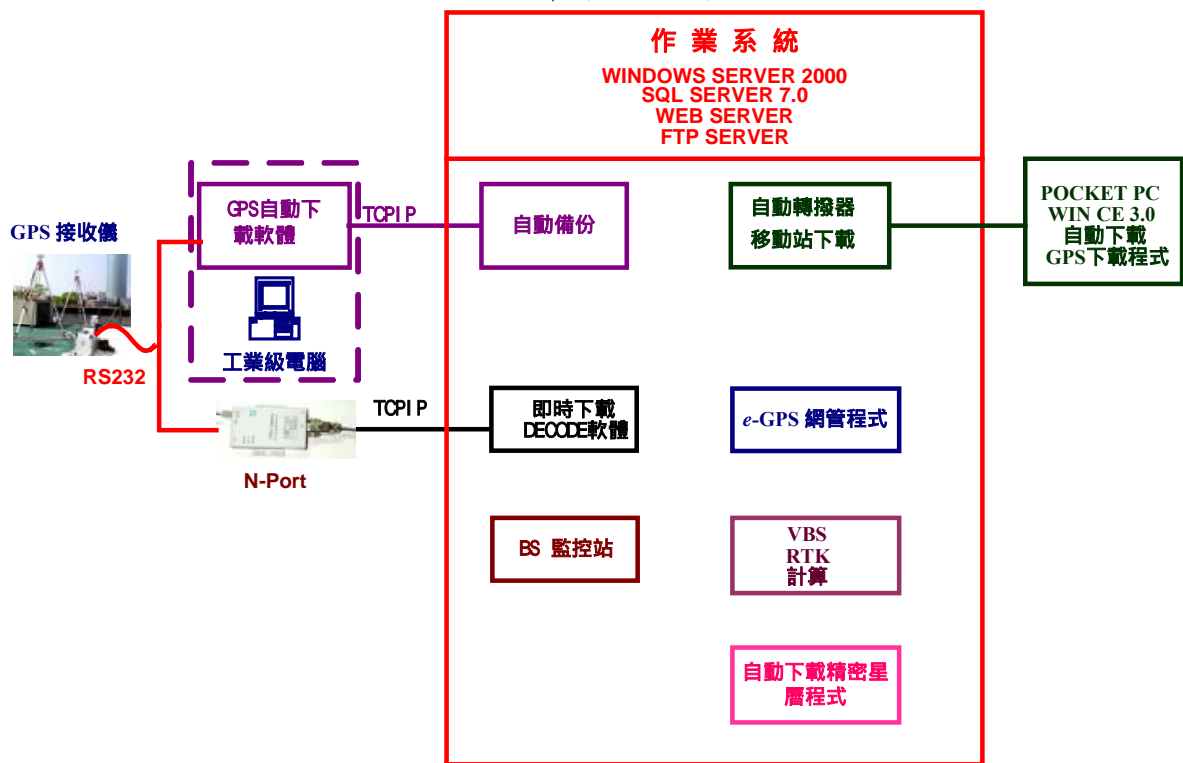 作 業 系 統
WINDOWS SERVER 2000
SQL SERVER 7.0
WEB SERVER
FTP SERVER
GPS 接收儀
RS232
GPS自動下
載軟體
工業級電腦
TCPIP
自動備份
自動轉撥器
移動站下載
POCKET PC
WIN CE 3.0
自動下載
GPS下載程式
N-Port
TCPIP
即時下載
DECODE軟體
e-GPS 網管程式
BS 監控站
VBS
RTK
計算
自動下載精密星
曆程式